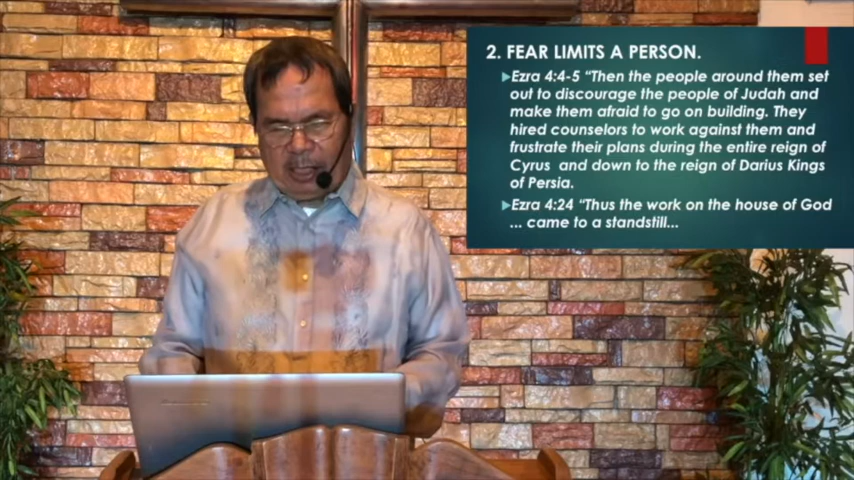 2. FEAR LIMITS A PERSON.
Ezra 4:4-5 “Then the people around them set
out to discourage the people of Judah and
make them afraid to go on building. They
hired counselors to work against them and
frustrate their plans during the entire reign of
Cyrus and down to the reign of Darius Kings
of Persia.
Ezra 4:24 “Thus the work on the house of God
... came to a standstill...